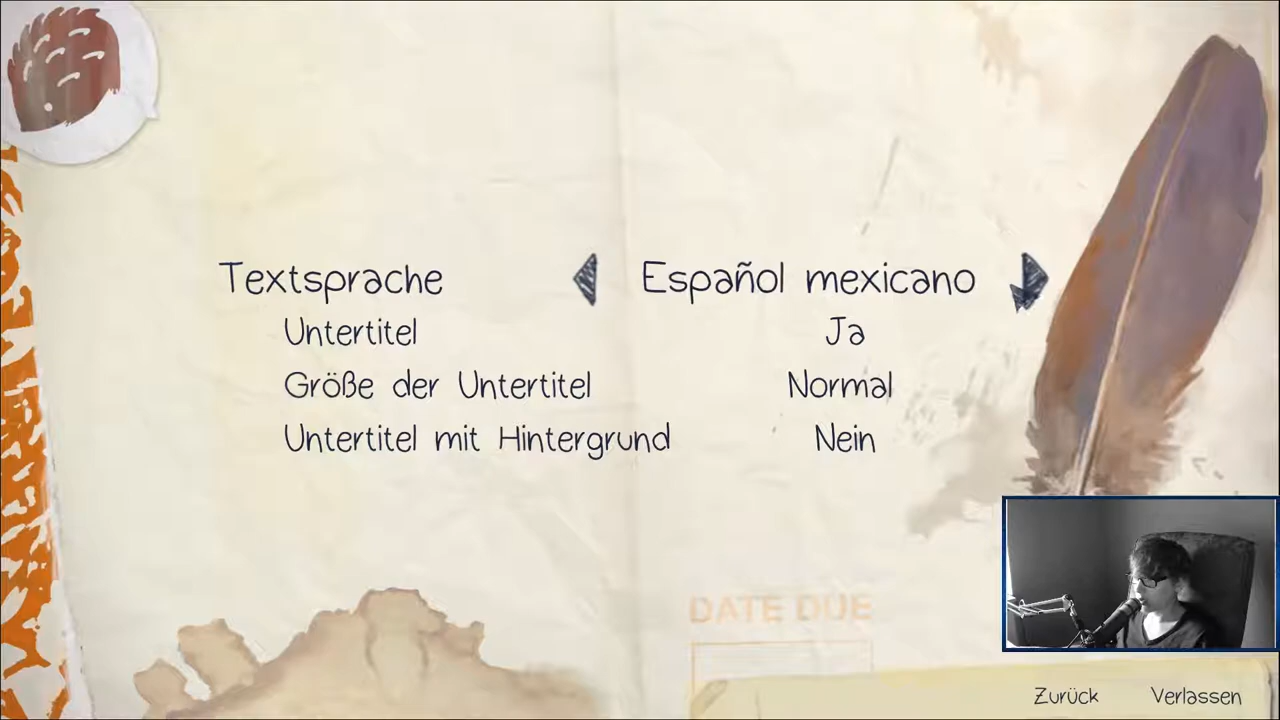 Textsprache Español mexicano
Untertitel Ja
Größe der Untertitel Normal
Untertitel mit Hintergrund Nein
DATE DUE
Zurück Verlassen